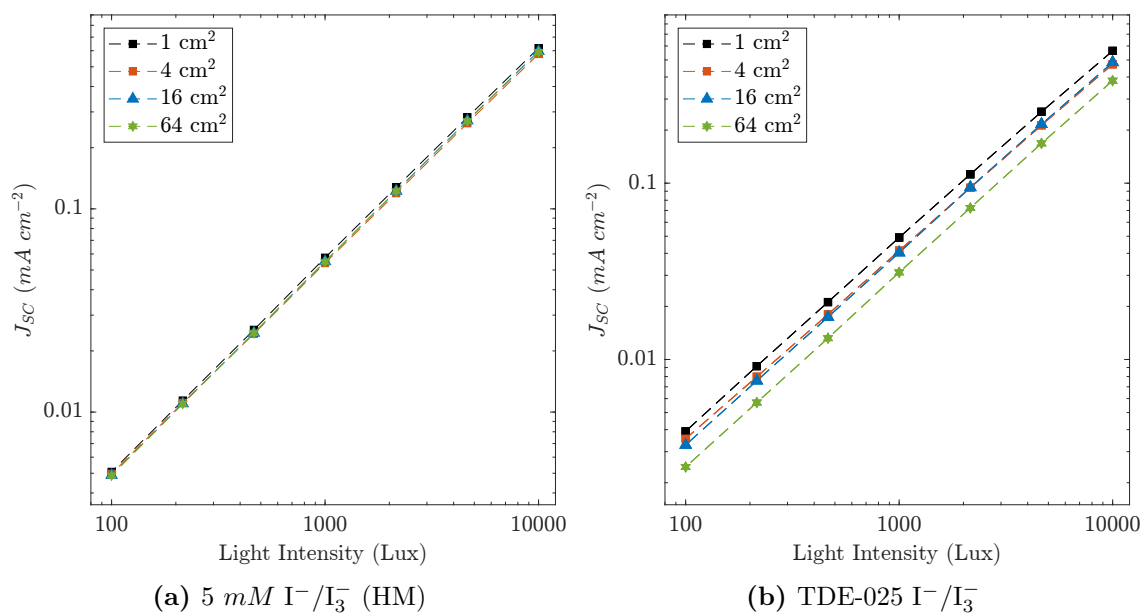 1 cm²
4 cm²
16 cm²
64 cm²
0.1
0.01
J_SC (mA cm⁻²)
100
1000
10000
Light Intensity (Lux)
(a) 5 mM I⁻/I₃⁻ (HM)
1 cm²
4 cm²
16 cm²
64 cm²
0.1
0.01
J_SC (mA cm⁻²)
100
1000
10000
Light Intensity (Lux)
(b) TDE-025 I⁻/I₃⁻